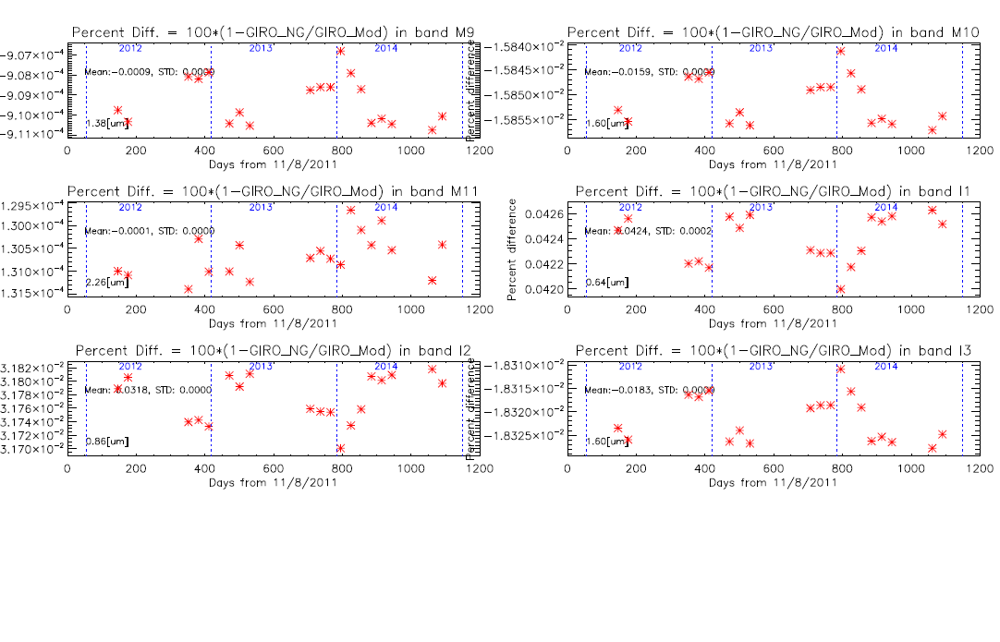 Percent Diff. = 100*(1-GIRO_NG/GIRO_Mod) in band M9
2012 2013 2014
-9.07×10⁻⁴
Mean:-0.0009, STD: 0.0000
-9.08×10⁻⁴
-9.09×10⁻⁴
-9.10×10⁻⁴
1.38[um]
-9.11×10⁻⁴
0 200 400 600 800 1000 1200
Days from 11/8/2011
Percent Diff. = 100*(1-GIRO_NG/GIRO_Mod) in band M10
Percent difference
2012 2013 2014
-1.5840×10⁻²
-1.5845×10⁻²
Mean:-0.0159, STD: 0.0000
-1.5850×10⁻²
-1.5855×10⁻²
1.60[um]
0 200 400 600 800 1000 1200
Days from 11/8/2011
Percent Diff. = 100*(1-GIRO_NG/GIRO_Mod) in band M11
2012 2013 2014
1.295×10⁻⁴
1.300×10⁻⁴
Mean:-0.0001, STD: 0.0000
1.305×10⁻⁴
1.310×10⁻⁴
2.26[um]
1.315×10⁻⁴
0 200 400 600 800 1000 1200
Days from 11/8/2011
Percent Diff. = 100*(1-GIRO_NG/GIRO_Mod) in band I1
Percent difference
2012 2013 2014
0.0426
Mean: 0.0424, STD: 0.0002
0.0424
0.0422
0.64[um]
0.0420
0 200 400 600 800 1000 1200
Days from 11/8/2011
Percent Diff. = 100*(1-GIRO_NG/GIRO_Mod) in band I2
2012 2013 2014
3.182×10⁻²
3.180×10⁻²
Mean: 0.0318, STD: 0.0000
3.178×10⁻²
3.176×10⁻²
3.174×10⁻²
3.172×10⁻²
0.86[um]
3.170×10⁻²
0 200 400 600 800 1000 1200
Days from 11/8/2011
Percent Diff. = 100*(1-GIRO_NG/GIRO_Mod) in band I3
Percent difference
2012 2013 2014
-1.8310×10⁻²
-1.8315×10⁻²
Mean:-0.0183, STD: 0.0000
-1.8320×10⁻²
-1.8325×10⁻²
1.60[um]
0 200 400 600 800 1000 1200
Days from 11/8/2011